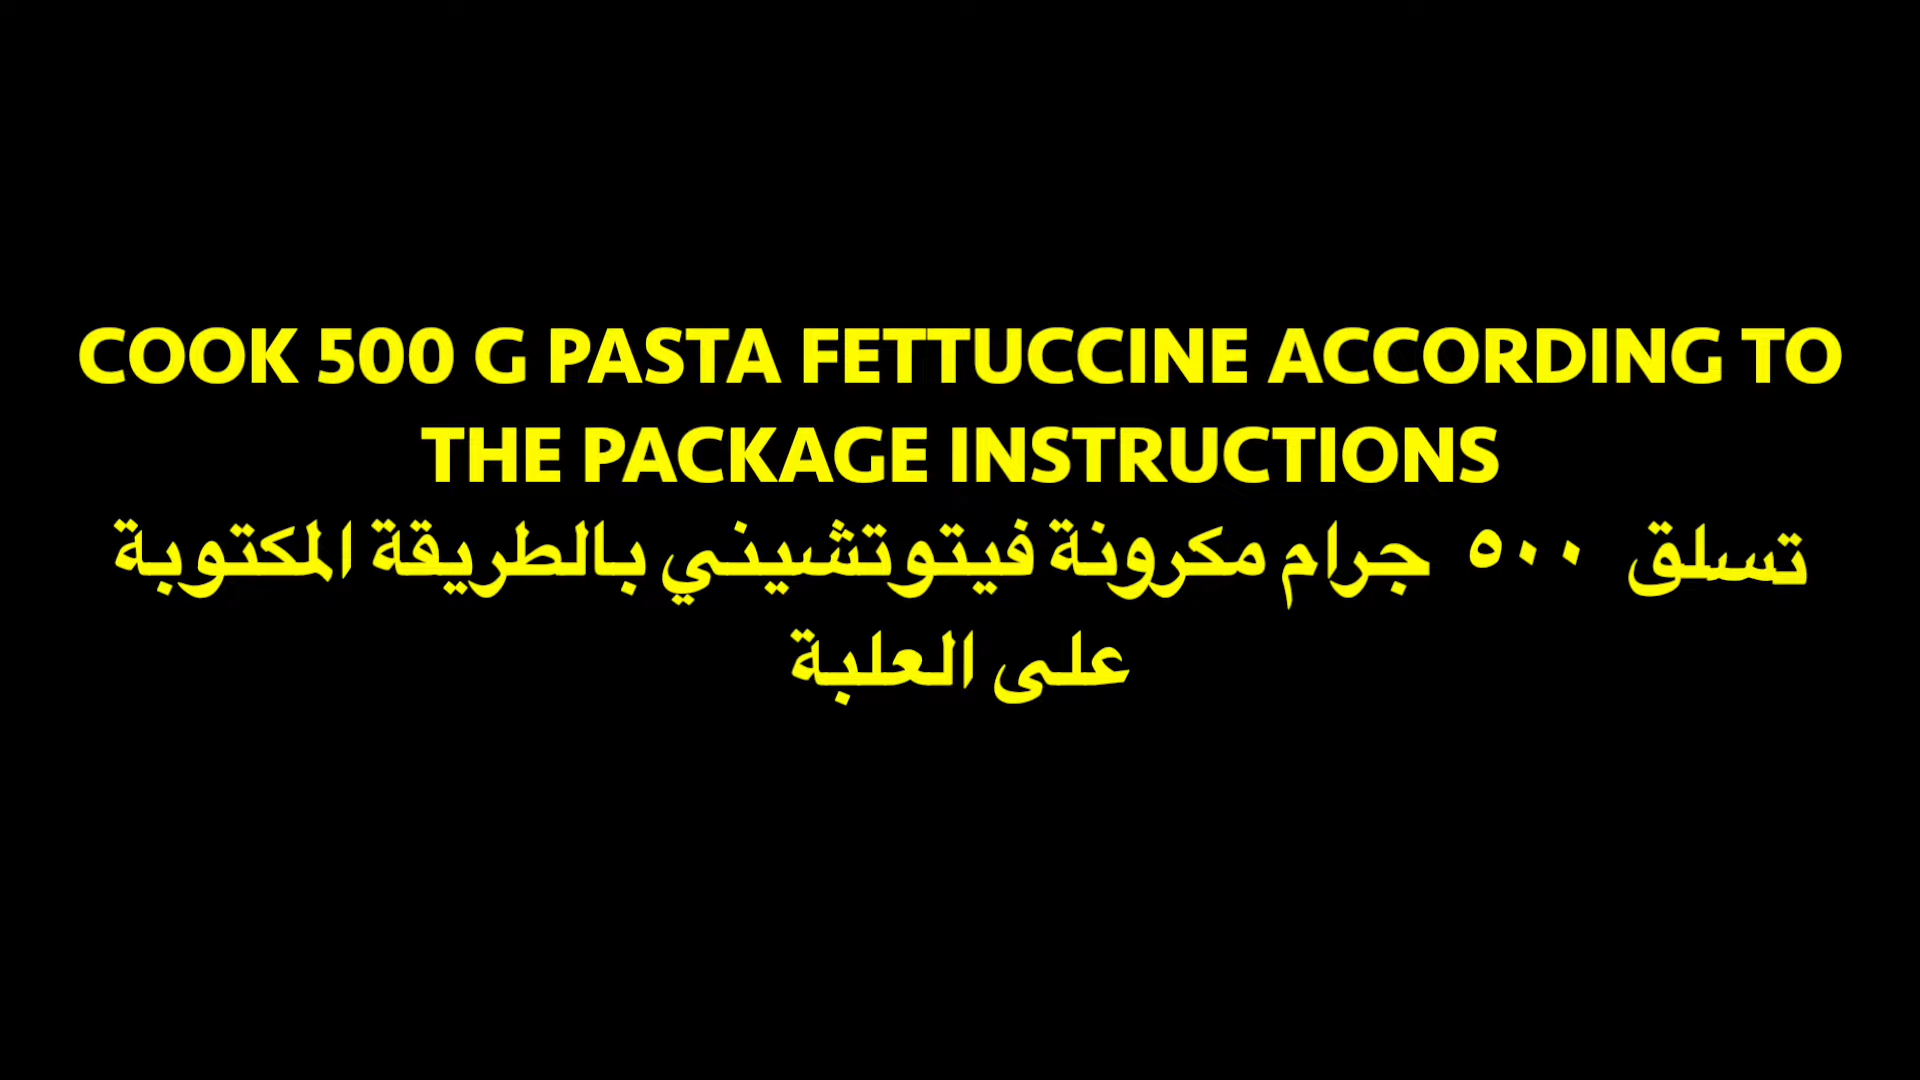 COOK 500 G PASTA FETTUCCINE ACCORDING TO
THE PACKAGE INSTRUCTIONS
تسلق ٥٠٠ جرام مكرونة فيتوتشيني بالطريقة المكتوبة
على العلبة